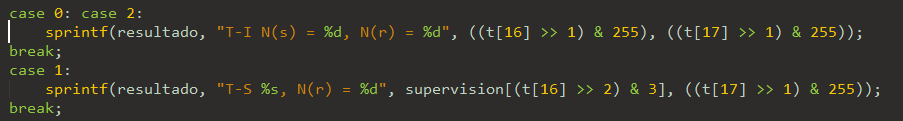 case 0: case 2:
sprintf(resultado, "T-I N(s) = %d, N(r) = %d", ((t[16] >> 1) & 255), ((t[17] >> 1) & 255));
break;
case 1:
sprintf(resultado, "T-S %s, N(r) = %d", supervision[(t[16] >> 2) & 3], ((t[17] >> 1) & 255));
break;